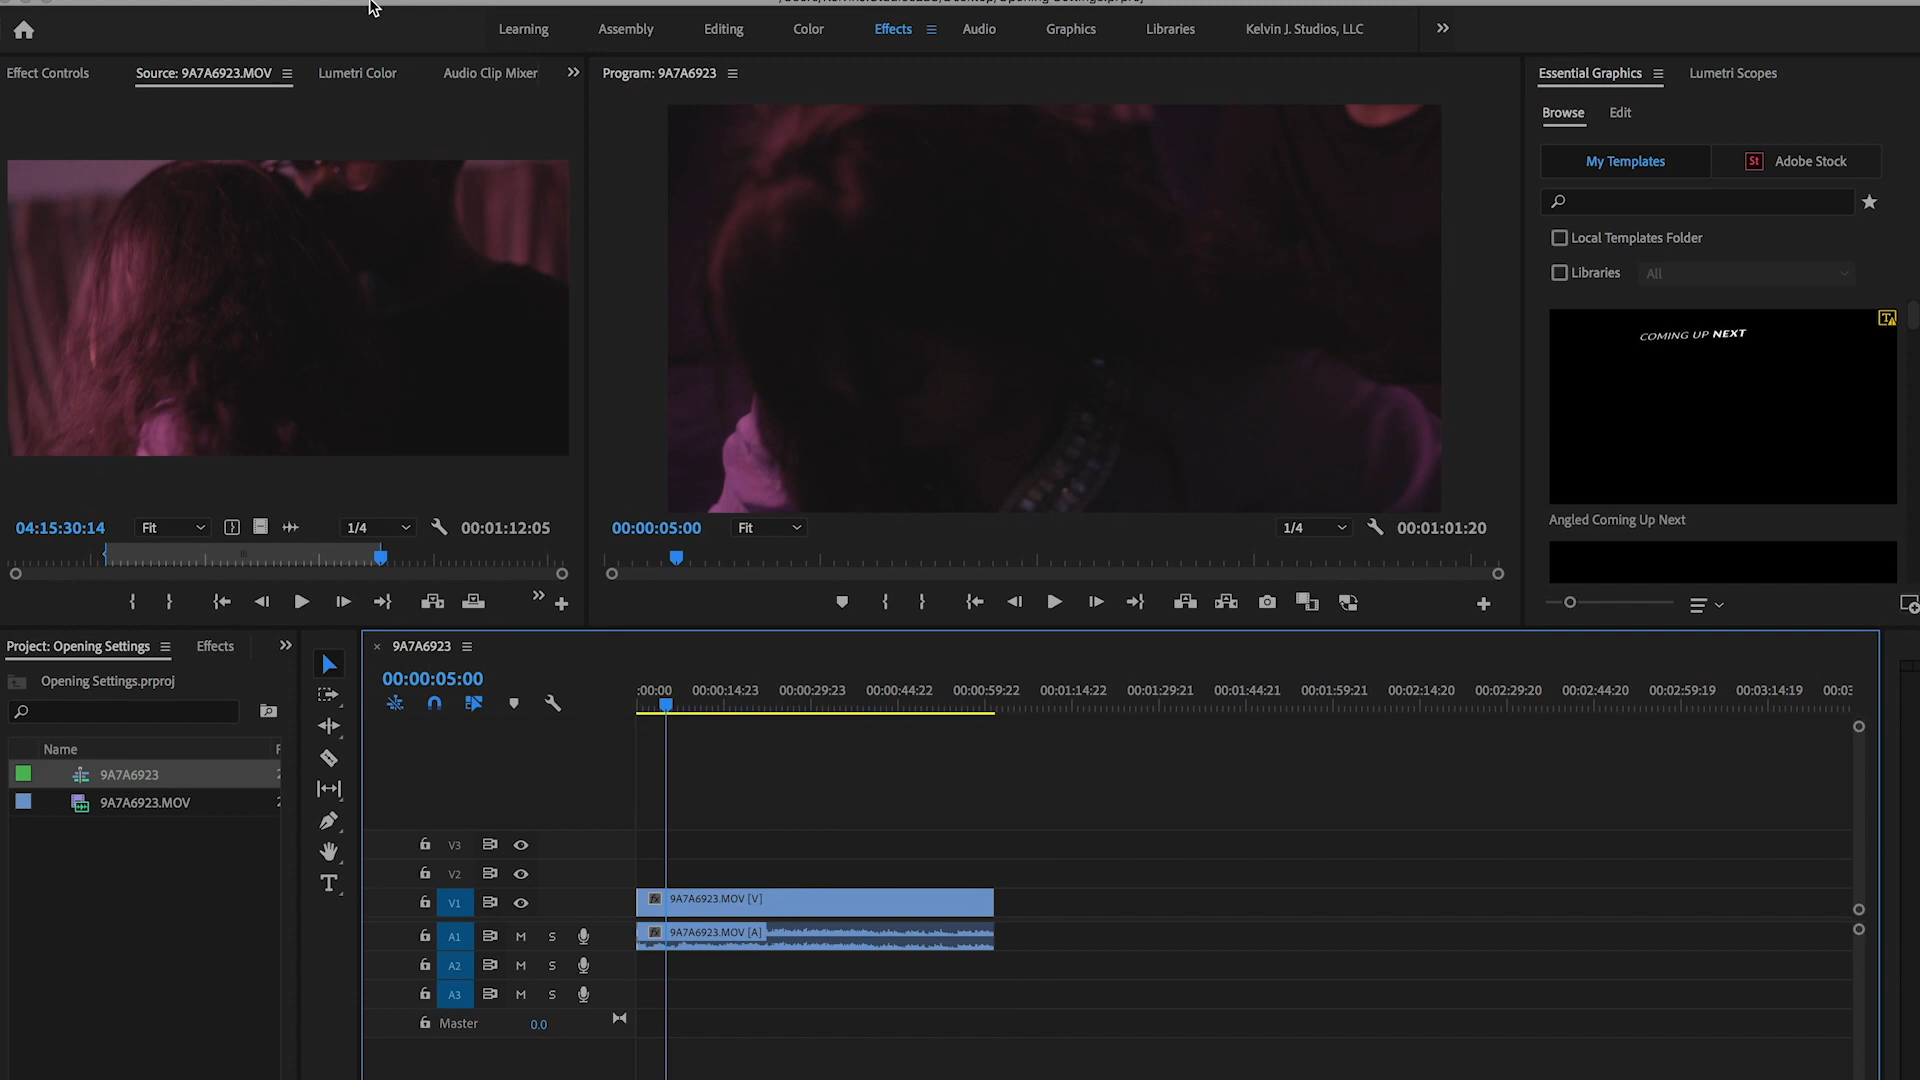 Learning Assembly Editing Color Effects Audio Graphics Libraries Kelvin J. Studios, LLC
Effect Controls Source: 9A7A6923.MOV Lumetri Color Audio Clip Mixer
Program: 9A7A6923
Essential Graphics Lumetri Scopes
Browse Edit
My Templates St Adobe Stock
Local Templates Folder
Libraries All
COMING UP NEXT
Angled Coming Up Next
04:15:30:14 Fit 1/4 00:01:12:05
00:00:05:00 Fit 1/4 00:01:01:20
Project: Opening Settings Effects
Opening Settings.prproj
Name
9A7A6923
9A7A6923.MOV
9A7A6923
00:00:05:00
:00:00 00:00:14:23 00:00:29:23 00:00:44:22 00:00:59:22 00:01:14:22 00:01:29:21 00:01:44:21 00:01:59:21 00:02:14:20 00:02:29:20 00:02:44:20 00:02:59:19 00:03:14:19 00:03:
V3
V2
V1 fx 9A7A6923.MOV [V]
A1 M S fx 9A7A6923.MOV [A]
A2 M S
A3 M S
Master 0.0